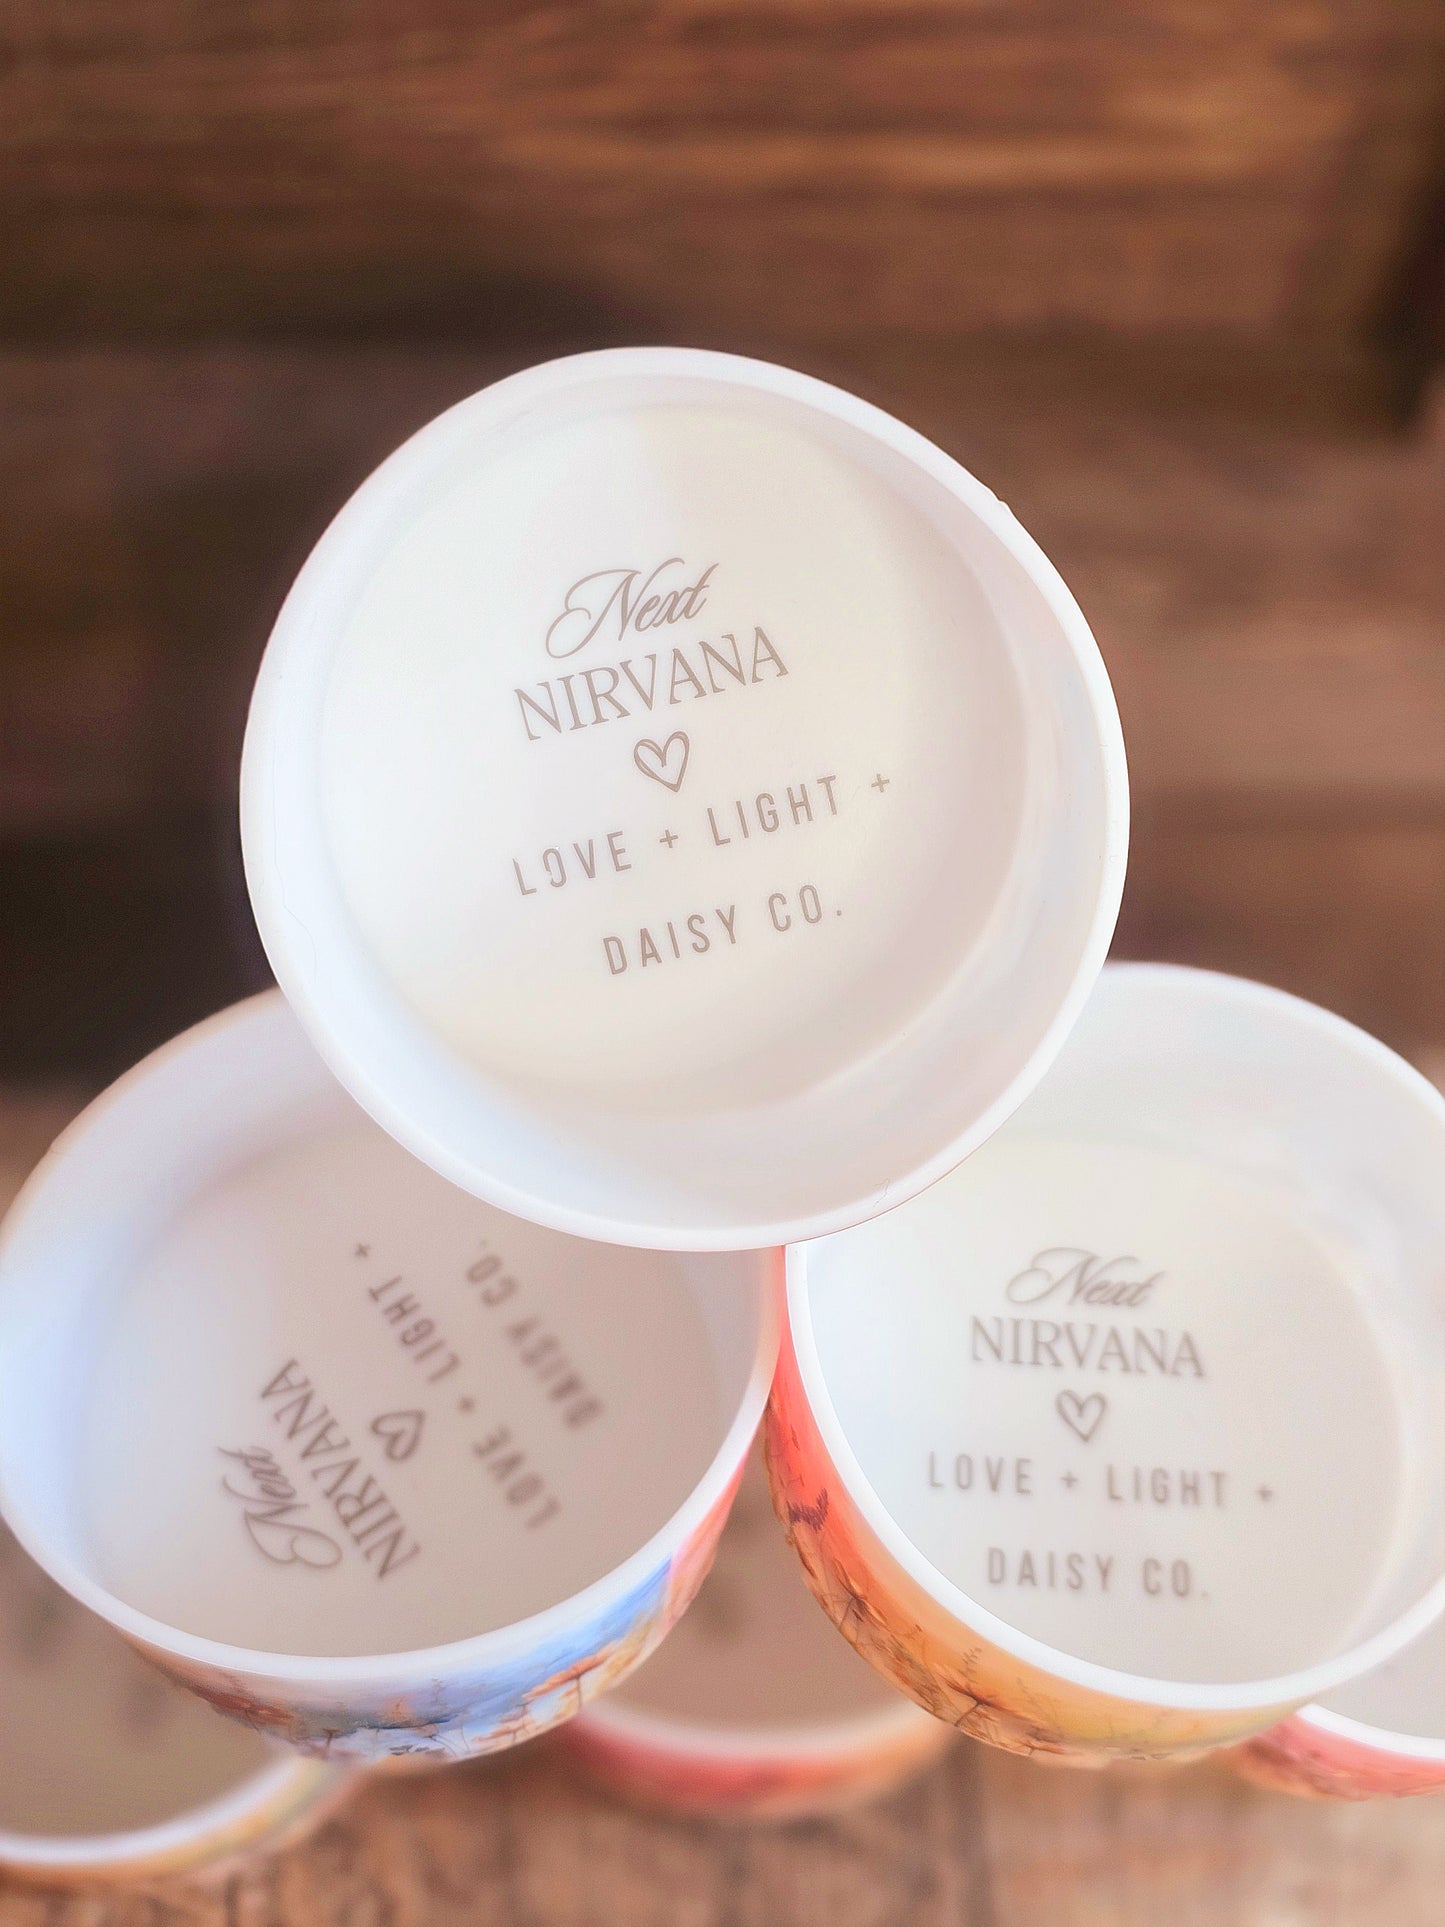 Next
NIRVANA
LOVE + LIGHT +
DAISY CO.
Next
NIRVANA
LOVE + LIGHT +
DAISY CO.
Next
NIRVANA
LOVE + LIGHT +
DAISY CO.